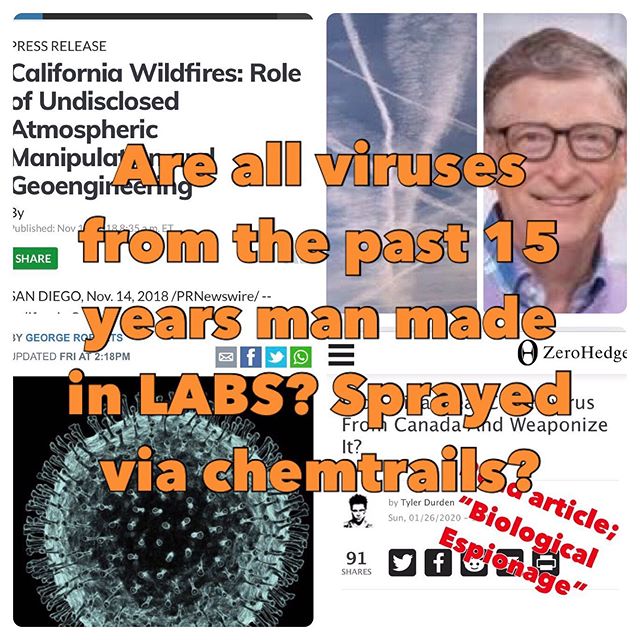 PRESS RELEASE
California Wildfires: Role
of Undisclosed
Atmospheric
Geoengineering
By
SHARE
SAN DIEGO, Nov. 14, 2018 /PRNewswire/ --
BY GEORGE
UPDATED FRI AT 2:18PM
Are all viruses
from the past 15
years man made
in LABS? Sprayed
via chemtrails?
ZeroHedge
From Canada And Weaponize
It?
by Tyler Durden
Sun, 01/26/2020 -
91
SHARES
article;
"Biological
Espionage"